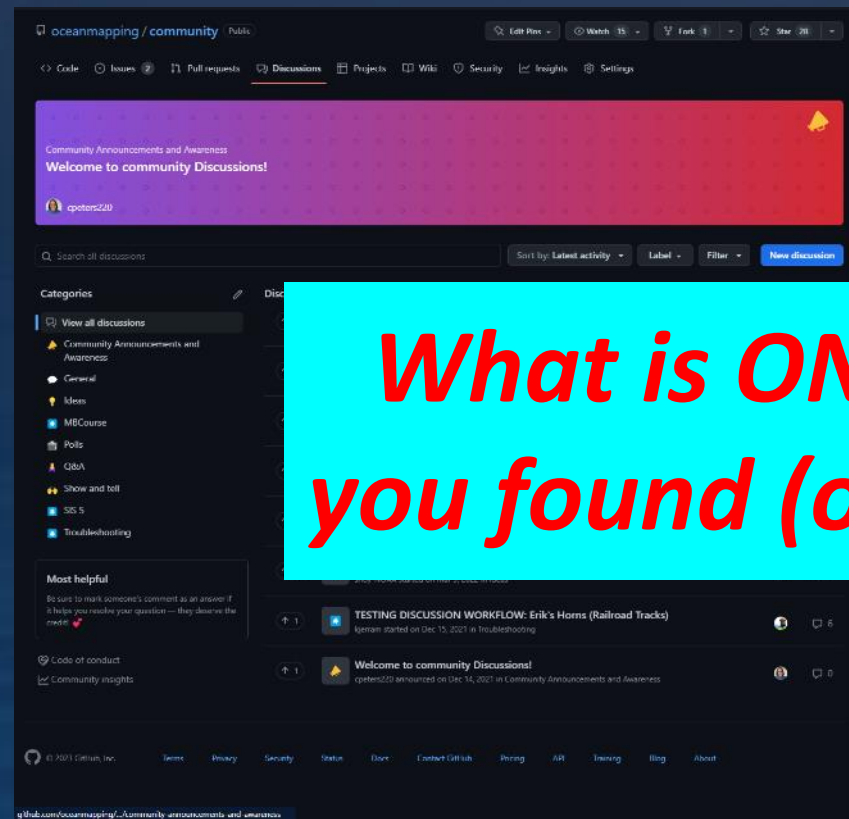 oceanmapping / community Public
Edit Pins Watch 15 Fork 1 Star 20
Code Issues 2 Pull requests Discussions Projects Wiki Security Insights Settings
Community Announcements and Awareness
Welcome to community Discussions!
cpeters220
Search all discussions
Sort by: Latest activity Label Filter New discussion
Categories
Disc
View all discussions
Community Announcements and
Awareness
General
Ideas
MBCourse
Polls
Q&A
Show and tell
SIS 5
Troubleshooting
What is ON
you found (o
Most helpful
Be sure to mark someone's comment as an answer if
it helps you resolve your question — they deserve the
credit!
Code of conduct
Community insights
1 TESTING DISCUSSION WORKFLOW: Erik's Horns (Railroad Tracks) 6
started on Dec 15, 2021 in Troubleshooting
1 Welcome to community Discussions! 0
cpeters220 announced on Dec 14, 2021 in Community Announcements and Awareness
© 2023 GitHub, Inc. Terms Privacy Security Status Docs Contact GitHub Pricing API Training Blog About
github.com/oceanmapping/.../community-announcements-and-awareness